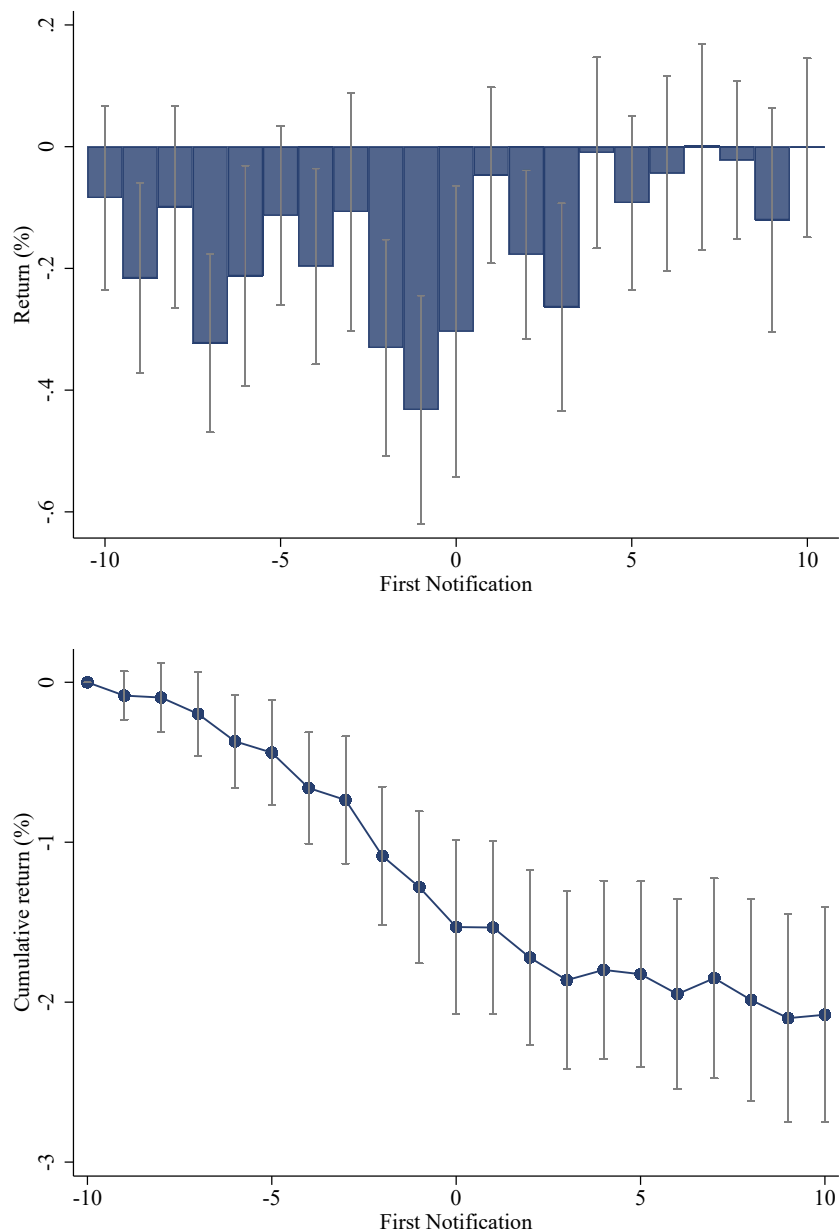 .2
0
-.2
-.4
-.6
Return (%)
-10 -5 0 5 10
First Notification
0
-1
-2
-3
Cumulative return (%)
-10 -5 0 5 10
First Notification